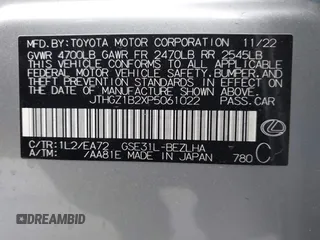 MFD. BY: TOYOTA MOTOR CORPORATION 11/22
GVWR 4700LB GAWR FR 2470LB RR 2545LB
THIS VEHICLE CONFORMS TO ALL APPLICABLE
FEDERAL MOTOR VEHICLE SAFETY, BUMPER, AND
THEFT PREVENTION STANDARDS IN EFFECT ON
THE DATE OF MANUFACTURE SHOWN ABOVE.
JTHGZ1B2XP5061022 PASS.CAR
C/TR:1L2/EA72 GSE31L-BEZLHA
A/TM: /AA81E MADE IN JAPAN 780
C
DREAMBID